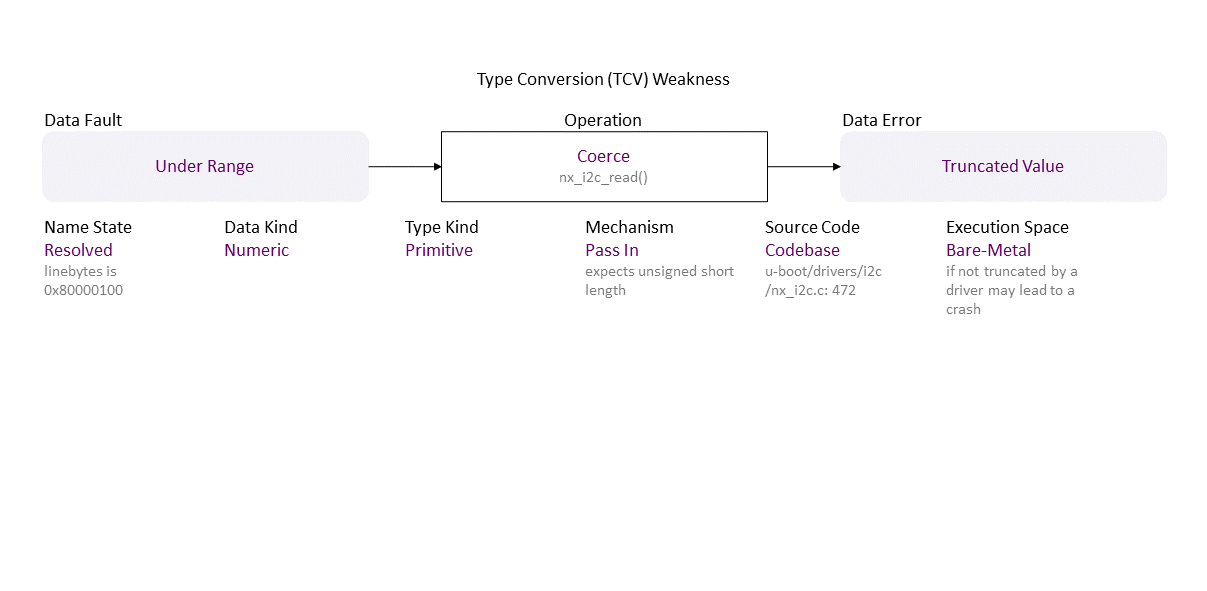 Type Conversion (TCV) Weakness
Data Fault
Operation
Data Error
Under Range
Coerce
nx_i2c_read()
Truncated Value
Name State
Resolved
linebytes is
0x80000100
Data Kind
Numeric
Type Kind
Primitive
Mechanism
Pass In
expects unsigned short
length
Source Code
Codebase
u-boot/drivers/i2c
/nx_i2c.c: 472
Execution Space
Bare-Metal
if not truncated by a
driver may lead to a
crash